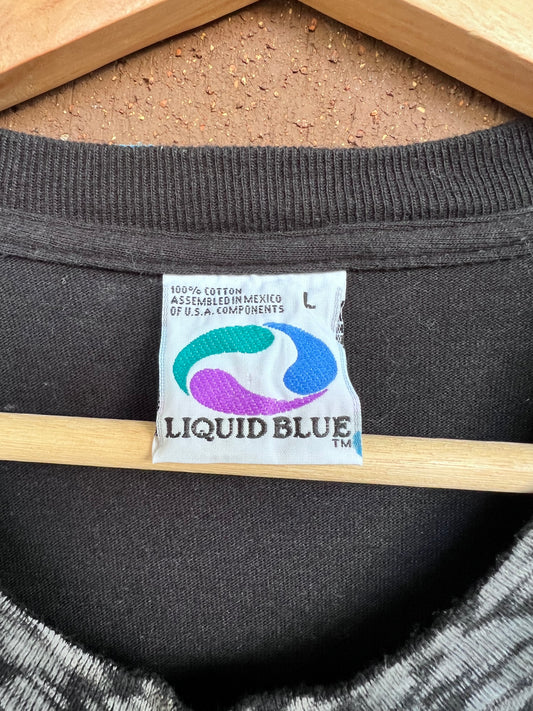 100% COTTON
ASSEMBLED IN MEXICO
OF U.S.A. COMPONENTS
L
LIQUID BLUE
TM